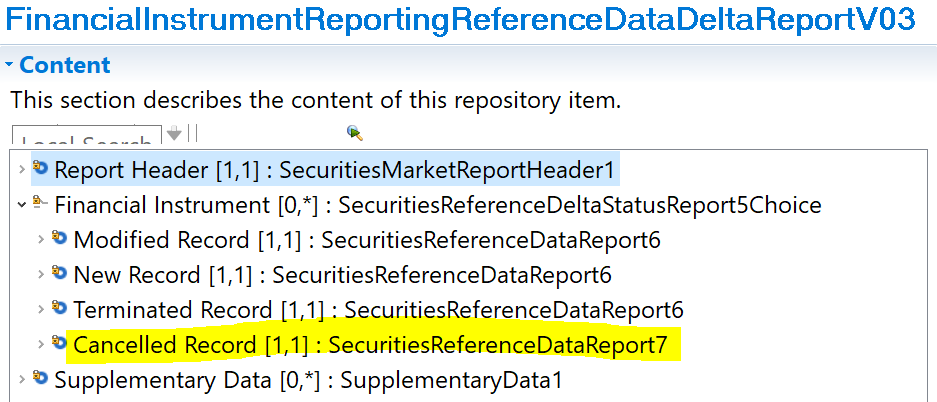 FinancialInstrumentReportingReferenceDataDeltaReportV03
Content
This section describes the content of this repository item.
Local Search
Report Header [1,1] : SecuritiesMarketReportHeader1
Financial Instrument [0,*] : SecuritiesReferenceDeltaStatusReport5Choice
Modified Record [1,1] : SecuritiesReferenceDataReport6
New Record [1,1] : SecuritiesReferenceDataReport6
Terminated Record [1,1] : SecuritiesReferenceDataReport6
Cancelled Record [1,1] : SecuritiesReferenceDataReport7
Supplementary Data [0,*] : SupplementaryData1